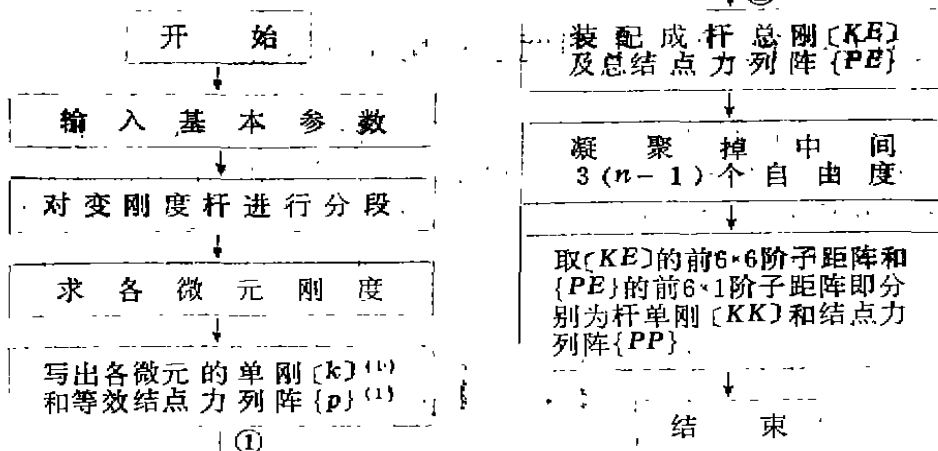 开始
输入基本参数
对变刚度杆进行分段
求各微元刚度
写出各微元的单刚〔k〕⁽¹⁾
和等效结点力列阵{p}⁽¹⁾
①
装配成杆总刚〔KE〕
及总结点力列阵{PE}
凝聚掉中间
3(n-1)个自由度
取〔KE〕的前6×6阶子距阵和
{PE}的前6×1阶子距阵即分
别为杆单刚〔KK〕和结点力
列阵{PP}
结束